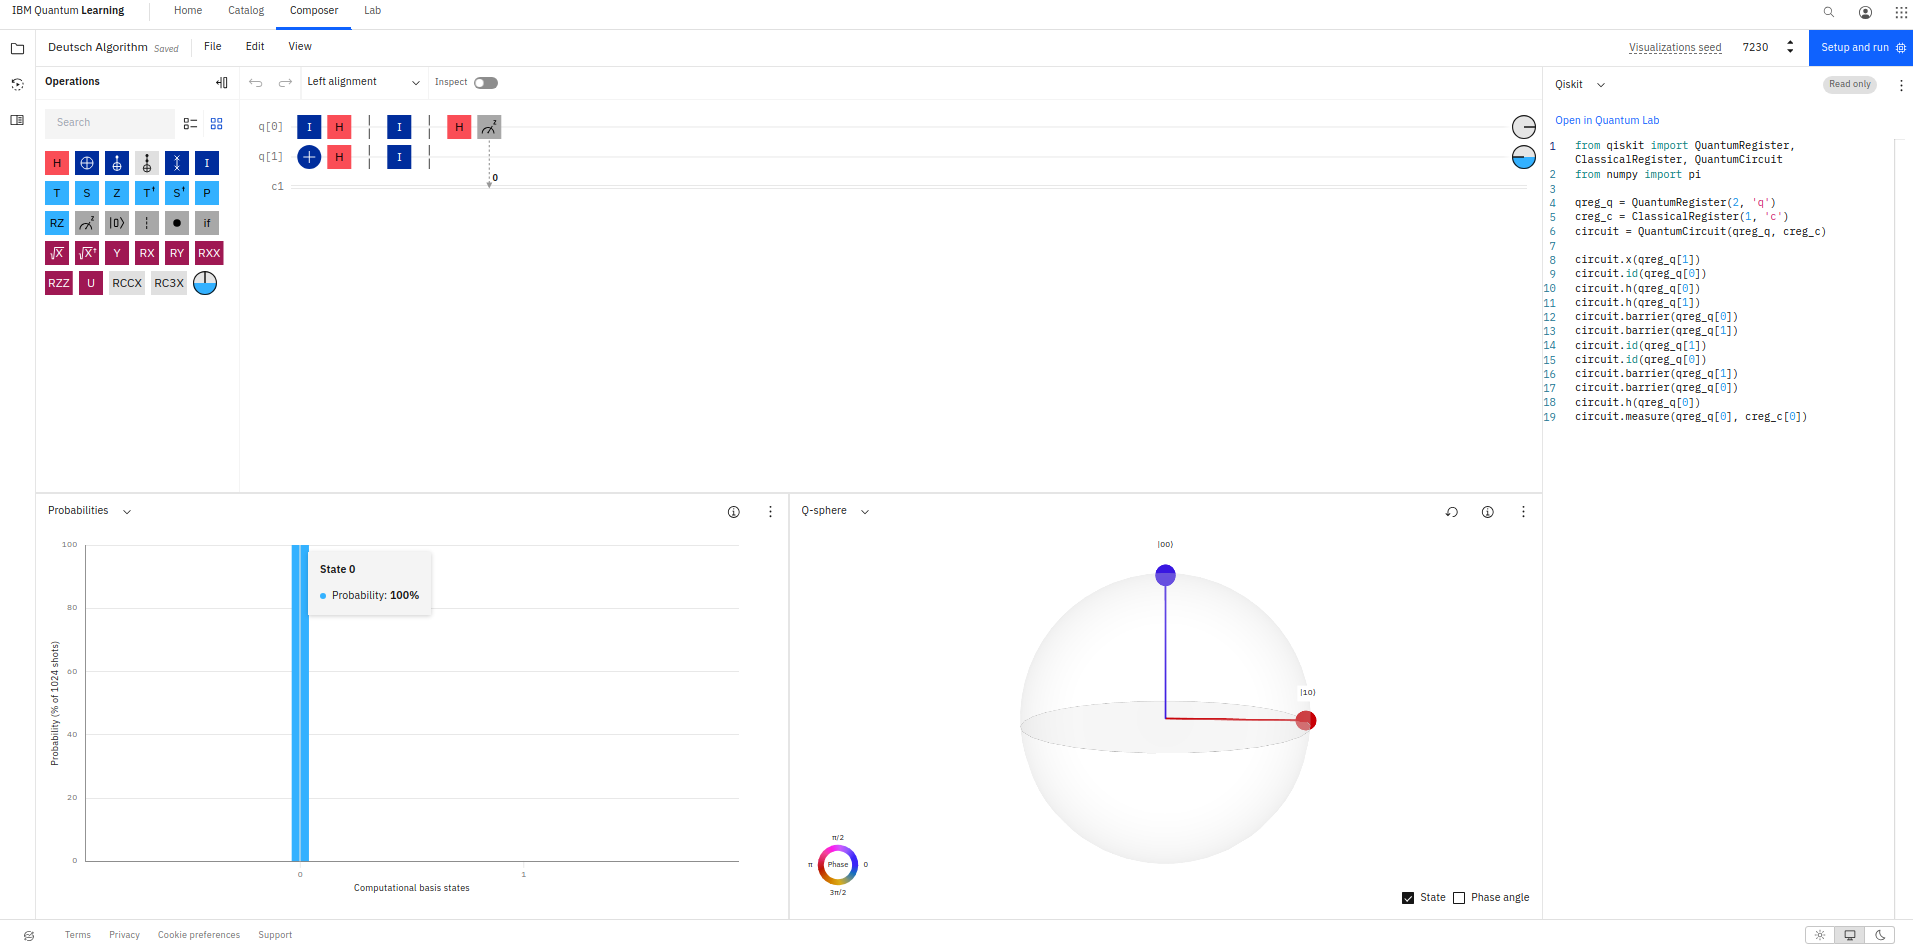 IBM Quantum Learning
Home
Catalog
Composer
Lab
Deutsch Algorithm Saved
File
Edit
View
Visualizations seed
7230
Setup and run
Operations
Left alignment
Inspect
Qiskit
Read only
Search
Open in Quantum Lab
H
I
T
S
Z
T†
S†
P
RZ
z
|0⟩
if
√X
√X†
Y
RX
RY
RXX
RZZ
U
RCCX
RC3X
q[0]
I
H
I
H
z
q[1]
+
H
I
c1
0
1 from qiskit import QuantumRegister,
ClassicalRegister, QuantumCircuit
2 from numpy import pi
3
4 qreg_q = QuantumRegister(2, 'q')
5 creg_c = ClassicalRegister(1, 'c')
6 circuit = QuantumCircuit(qreg_q, creg_c)
7
8 circuit.x(qreg_q[1])
9 circuit.id(qreg_q[0])
10 circuit.h(qreg_q[0])
11 circuit.h(qreg_q[1])
12 circuit.barrier(qreg_q[0])
13 circuit.barrier(qreg_q[1])
14 circuit.id(qreg_q[1])
15 circuit.id(qreg_q[0])
16 circuit.barrier(qreg_q[1])
17 circuit.barrier(qreg_q[0])
18 circuit.h(qreg_q[0])
19 circuit.measure(qreg_q[0], creg_c[0])
Probabilities
Probability (% of 1024 shots)
100
80
60
40
20
0
State 0
Probability: 100%
0
1
Computational basis states
Q-sphere
|00⟩
|10⟩
π/2
π
Phase
0
3π/2
State
Phase angle
Terms
Privacy
Cookie preferences
Support